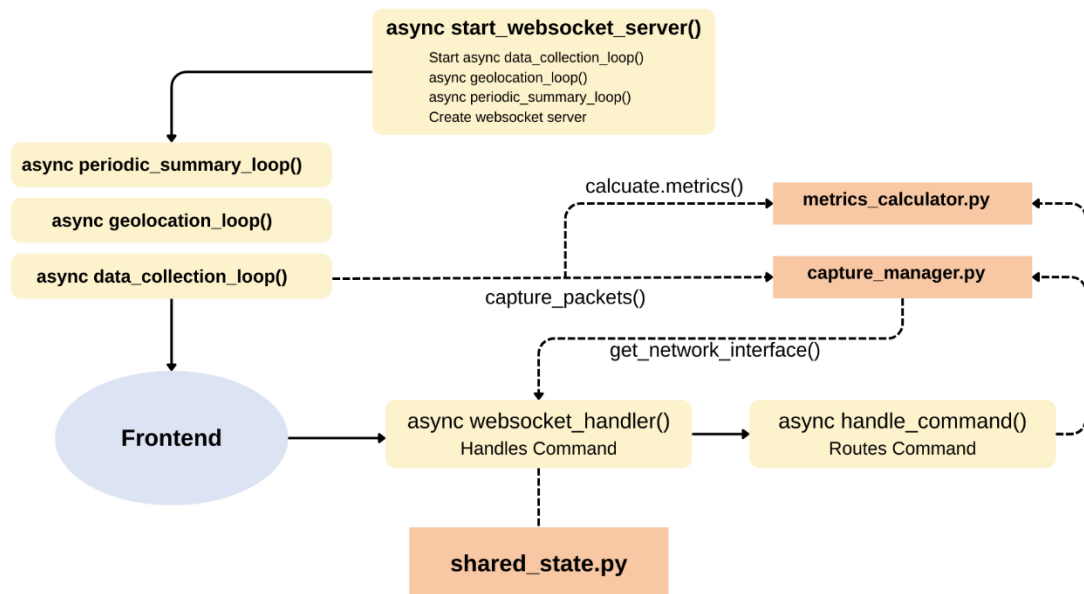 async start_websocket_server()
Start async data_collection_loop()
async geolocation_loop()
async periodic_summary_loop()
Create websocket server
async periodic_summary_loop()
async geolocation_loop()
async data_collection_loop()
calcuate.metrics()
metrics_calculator.py
capture_manager.py
capture_packets()
get_network_interface()
Frontend
async websocket_handler()
Handles Command
async handle_command()
Routes Command
shared_state.py